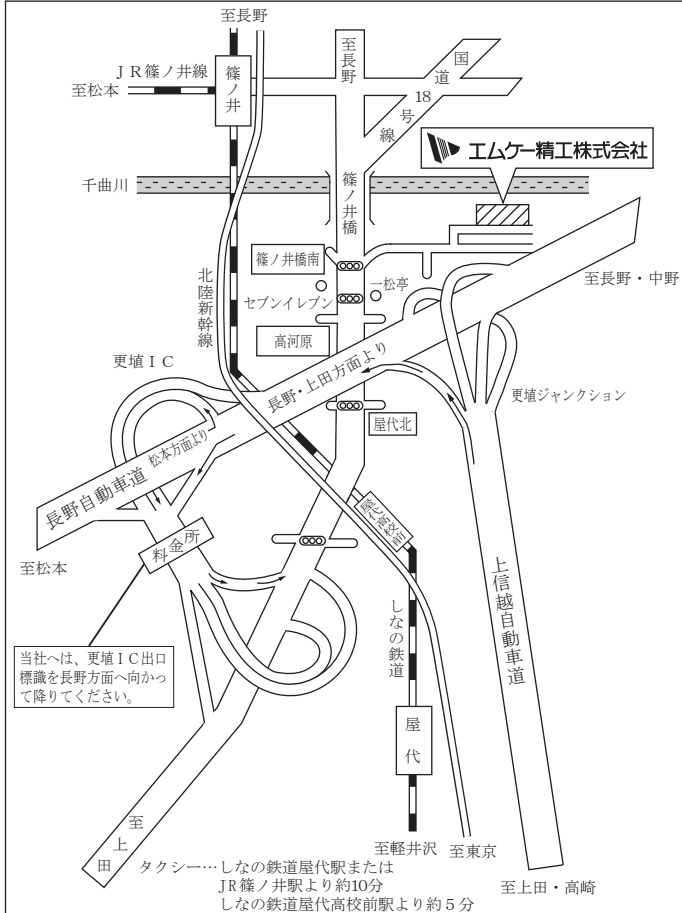 至長野
JR篠ノ井線
至松本
篠ノ井
至長野
国道18号線
エムケー精工株式会社
千曲川
篠ノ井橋
篠ノ井橋南
一松亭
セブンイレブン
北陸新幹線
高河原
至長野・中野
更埴IC
長野・上田方面より
更埴ジャンクション
屋代北
松本方面より
長野自動車道
至松本
料金所
屋代高校前
上信越自動車道
しなの鉄道
当社へは、更埴IC出口
標識を長野方面へ向かっ
て降りてください。
屋代
至上田
至軽井沢
至東京
至上田・高崎
タクシー…しなの鉄道屋代駅または
JR篠ノ井駅より約10分
しなの鉄道屋代高校前駅より約5分